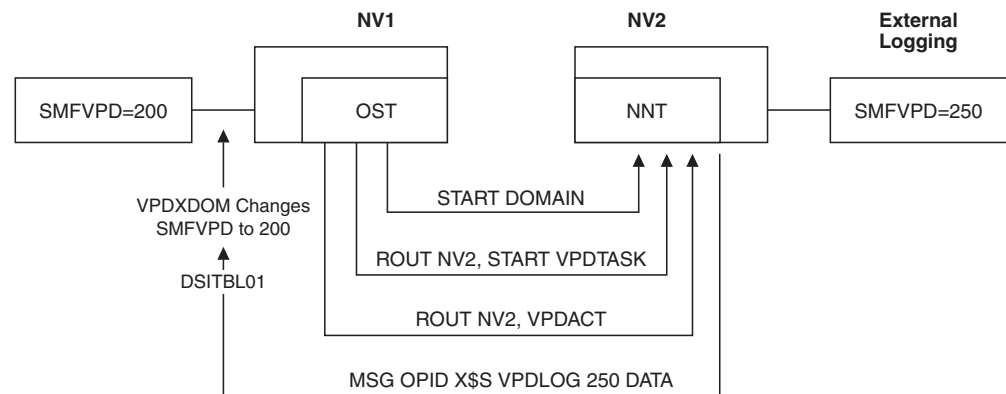 NV1
NV2
External
Logging
SMFVPD=200
OST
NNT
SMFVPD=250
START DOMAIN
VPDXDOM Changes
SMFVPD to 200
ROUT NV2, START VPDTASK
DSITBL01
ROUT NV2, VPDACT
MSG OPID X$S VPDLOG 250 DATA